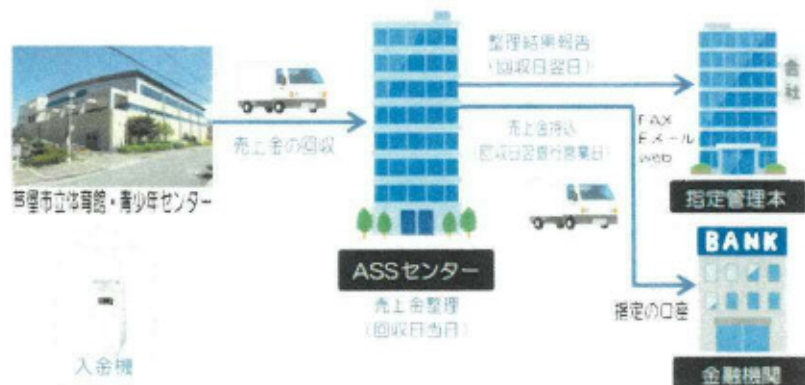 芦屋市立体育館・青少年センター
売上金の回収
入金機
ASSセンター
売上金整理
(回収日当日)
整理結果報告
(回収日翌日)
売上金持込
(回収日翌銀行営業日)
FAX
Eメール
web
会社
指定管理本
BANK
指定の口座
金融機関